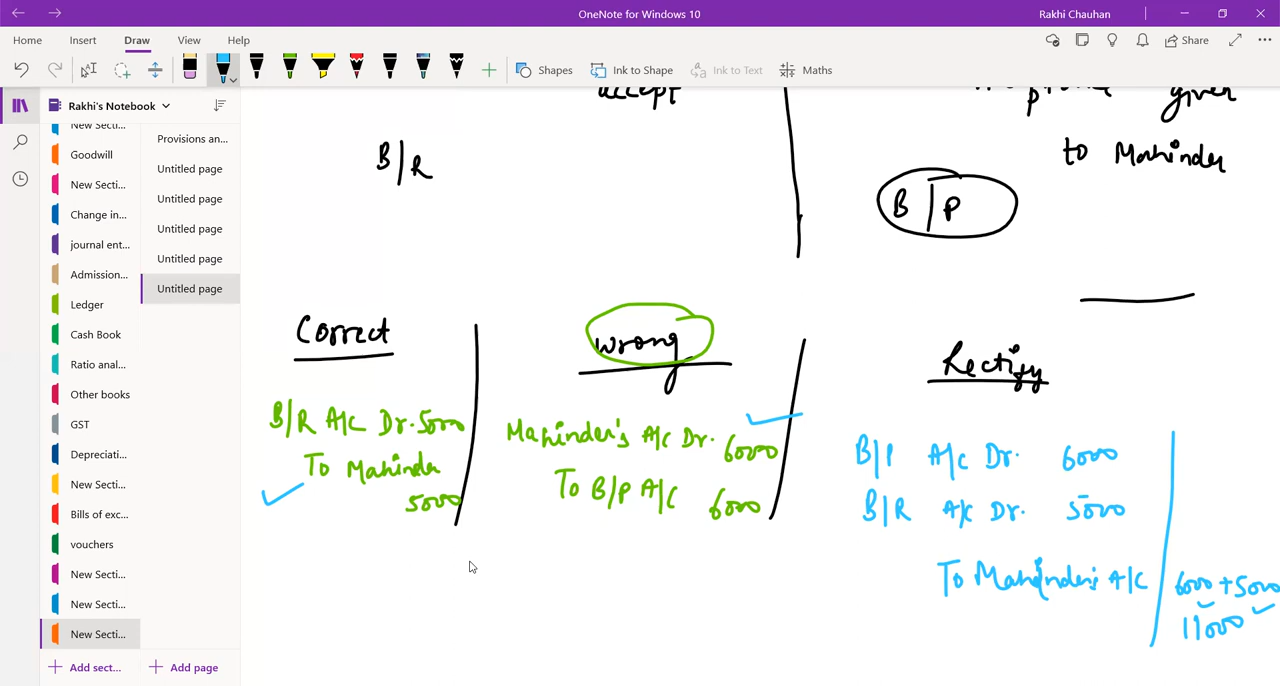 OneNote for Windows 10
Rakhi Chauhan
Home Insert Draw View Help
Share
Shapes Ink to Shape Ink to Text Maths
Rakhi's Notebook
New Secti...
Goodwill
New Secti...
Change in...
journal ent...
Admission...
Ledger
Cash Book
Ratio anal...
Other books
GST
Depreciati...
New Secti...
Bills of exc...
vouchers
New Secti...
New Secti...
New Secti...
Add sect...
Provisions an...
Untitled page
Untitled page
Untitled page
Untitled page
Untitled page
Add page
accept
given
to Mahinder
B/R
B/P
Correct
B/R A/C Dr. 5000
To Mahinder
5000
Wrong
Mahinder's A/C Dr. 6000
To B/P A/C 6000
Rectify
B/P A/C Dr. 6000
B/R A/C Dr. 5000
To Mahinder's A/C 6000+5000
11000